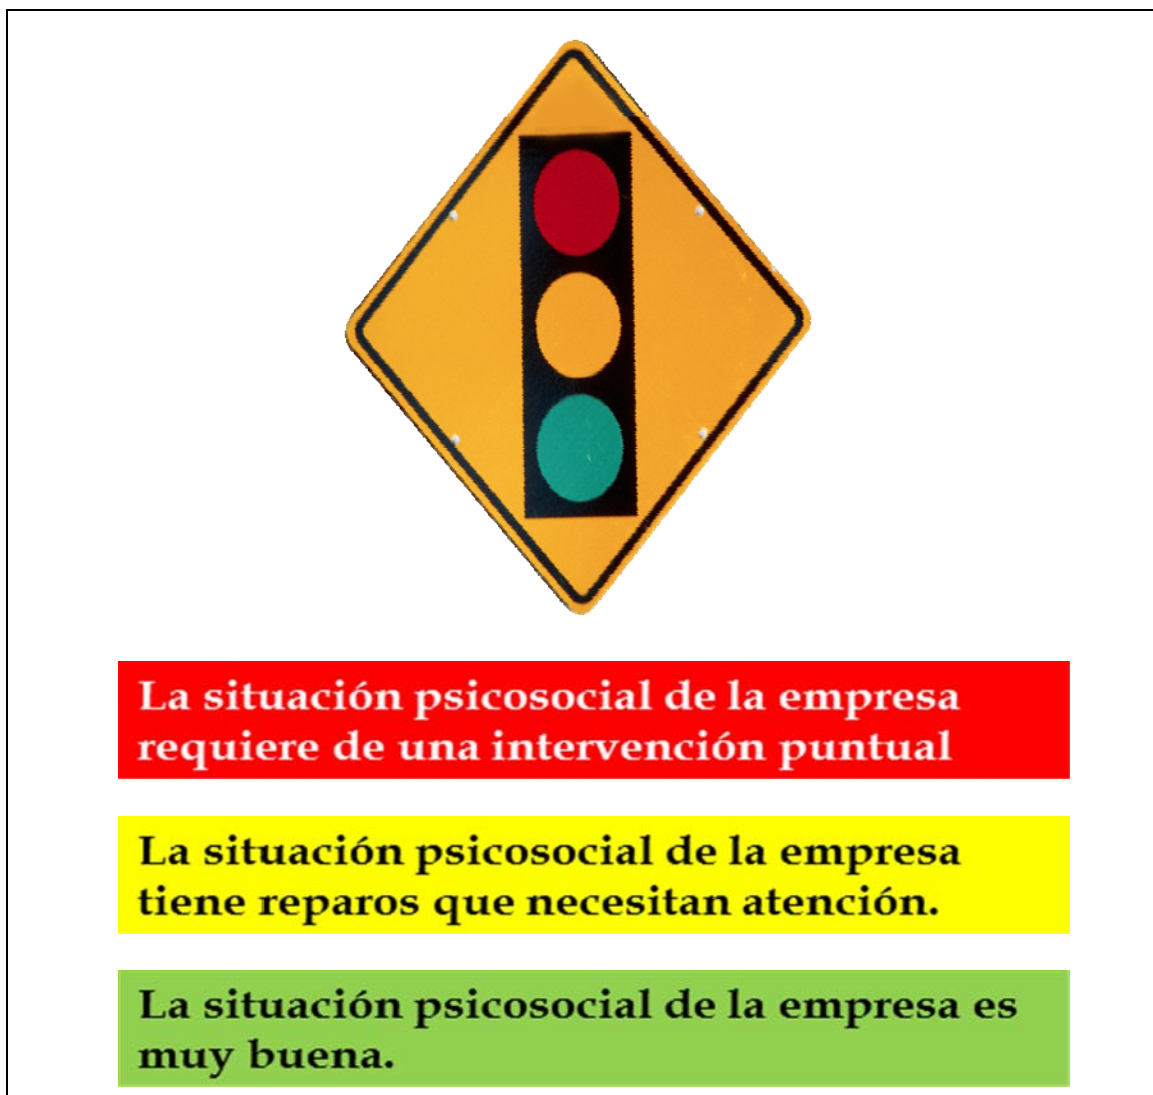 La situación psicosocial de la empresa
requiere de una intervención puntual
La situación psicosocial de la empresa
tiene reparos que necesitan atención.
La situación psicosocial de la empresa es
muy buena.